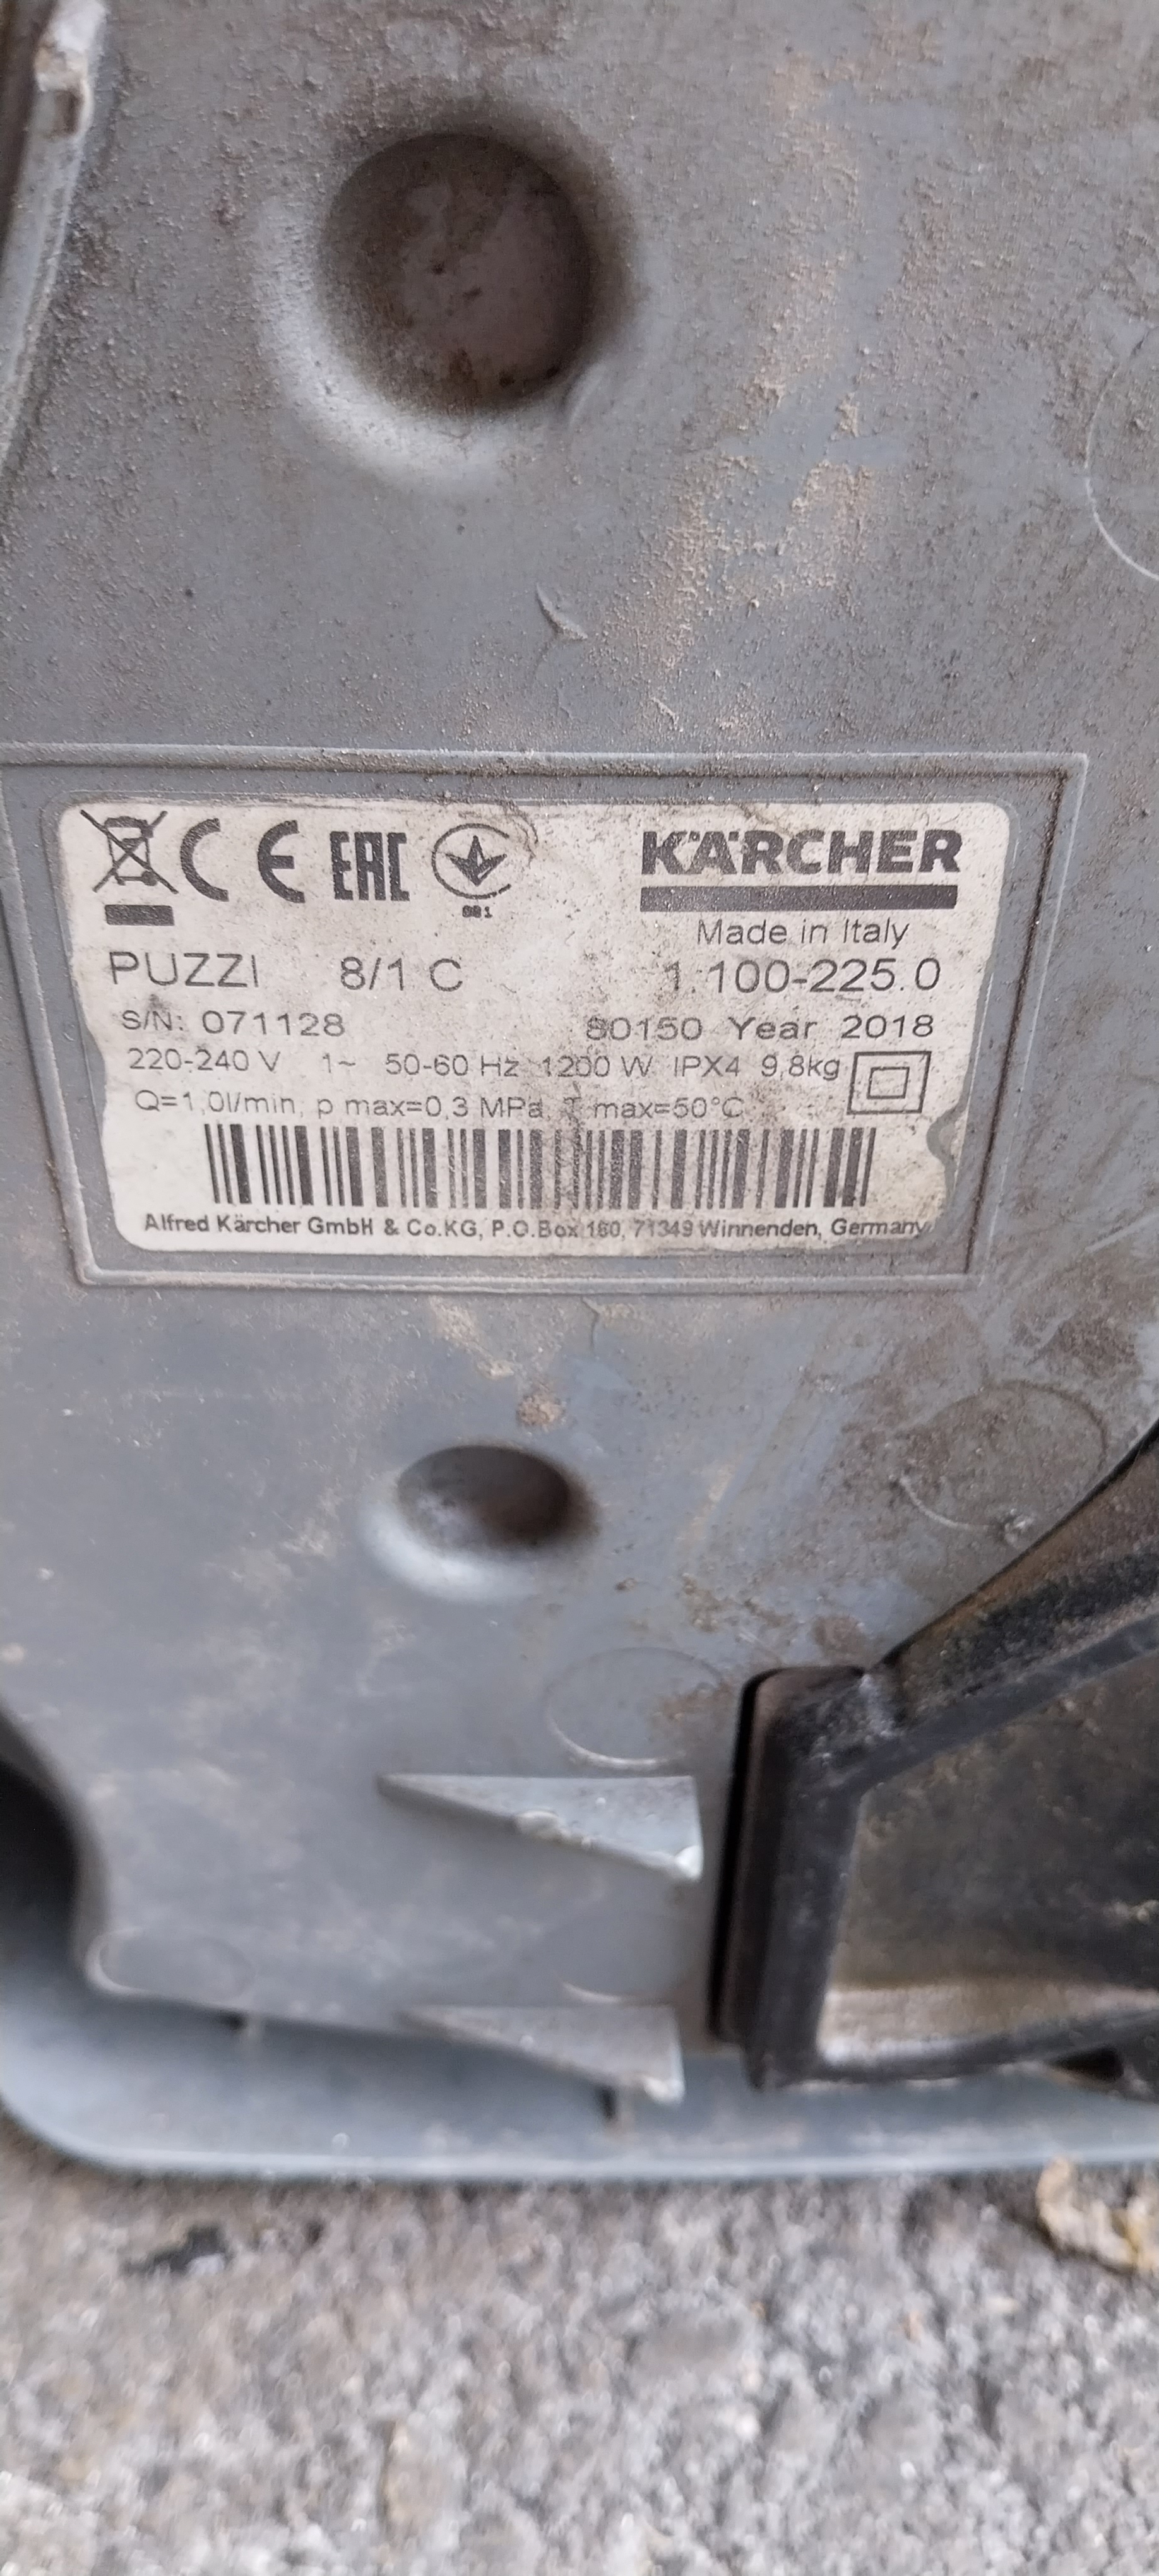 CE EAC
001
KÄRCHER
Made in Italy
PUZZI 8/1 C 1.100-225.0
S/N: 071128 80150 Year 2018
220-240 V 1~ 50-60 Hz 1200 W IPX4 9,8kg
Q=1,0l/min, p max=0,3 MPa, T max=50°C
Alfred Kärcher GmbH & Co.KG, P.O.Box 160, 71349 Winnenden, Germany